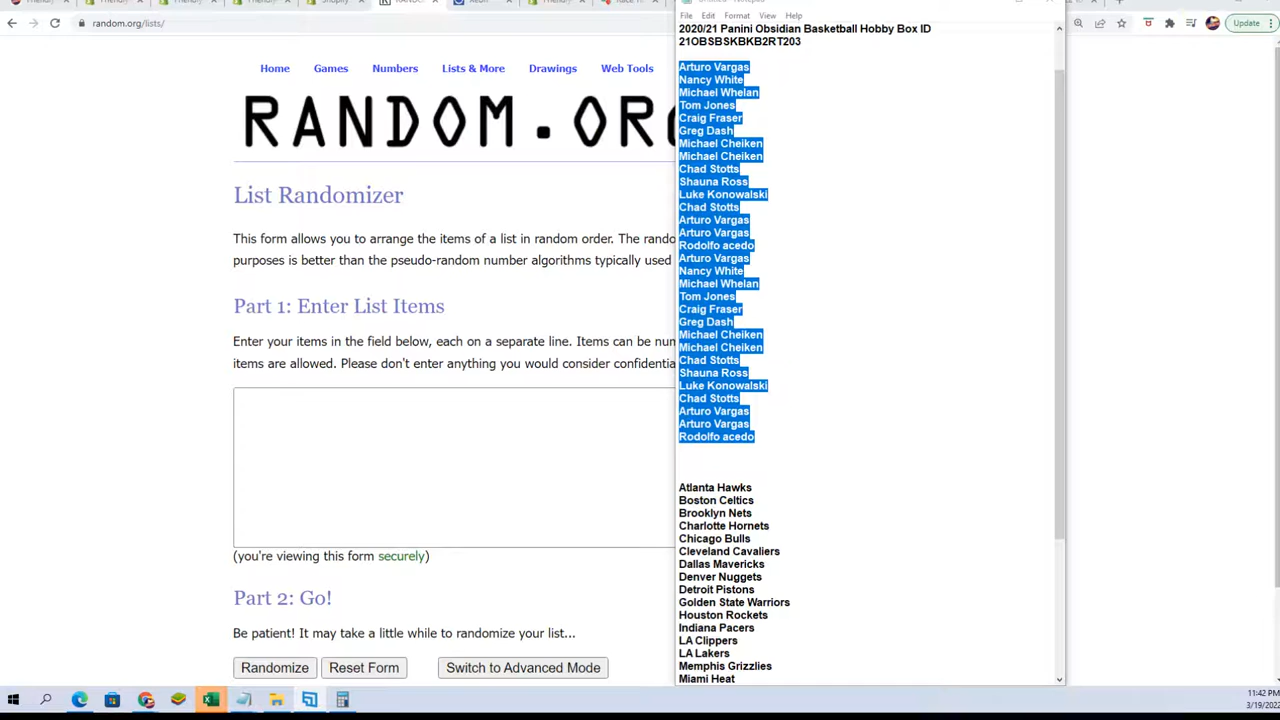 random.org/lists/
Update
Home
Games
Numbers
Lists & More
Drawings
Web Tools
RANDOM.ORG
List Randomizer
This form allows you to arrange the items of a list in random order. The rando
purposes is better than the pseudo-random number algorithms typically used
Part 1: Enter List Items
Enter your items in the field below, each on a separate line. Items can be nun
items are allowed. Please don't enter anything you would consider confidentia
(you're viewing this form securely)
Part 2: Go!
Be patient! It may take a little while to randomize your list...
Randomize
Reset Form
Switch to Advanced Mode
File
Edit
Format
View
Help
2020/21 Panini Obsidian Basketball Hobby Box ID
21OBSBSKBKB2RT203
Arturo Vargas
Nancy White
Michael Whelan
Tom Jones
Craig Fraser
Greg Dash
Michael Cheiken
Michael Cheiken
Chad Stotts
Shauna Ross
Luke Konowalski
Chad Stotts
Arturo Vargas
Arturo Vargas
Rodolfo acedo
Arturo Vargas
Nancy White
Michael Whelan
Tom Jones
Craig Fraser
Greg Dash
Michael Cheiken
Michael Cheiken
Chad Stotts
Shauna Ross
Luke Konowalski
Chad Stotts
Arturo Vargas
Arturo Vargas
Rodolfo acedo
Atlanta Hawks
Boston Celtics
Brooklyn Nets
Charlotte Hornets
Chicago Bulls
Cleveland Cavaliers
Dallas Mavericks
Denver Nuggets
Detroit Pistons
Golden State Warriors
Houston Rockets
Indiana Pacers
LA Clippers
LA Lakers
Memphis Grizzlies
Miami Heat
11:42 PM
3/19/2022